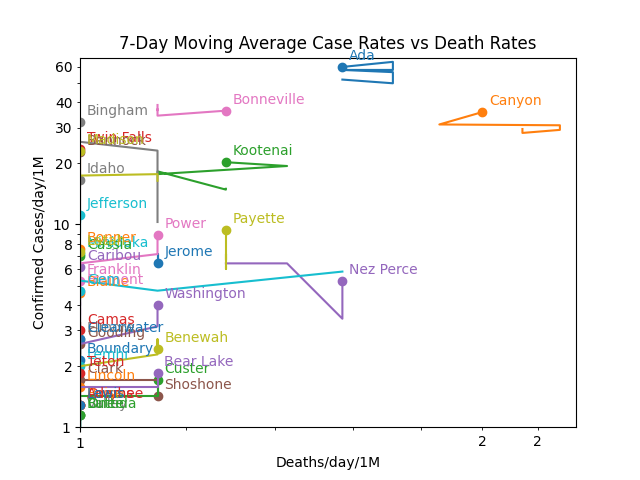 7-Day Moving Average Case Rates vs Death Rates
Ada
60
Canyon
Bonneville
40
Bingham
30
Twin Falls
Bannock
Kootenai
20
Idaho
Jefferson
Payette
10
Power
Bonner
Cassia
8
Jerome
Caribou
Franklin
Nez Perce
6
Washington
4
Camas
Clearwater
Gooding
3
Benewah
Boundary
Bear Lake
Teton
Custer
Clark
2
Lincoln
Shoshone
1
Confirmed Cases/day/1M
1
2
2
Deaths/day/1M